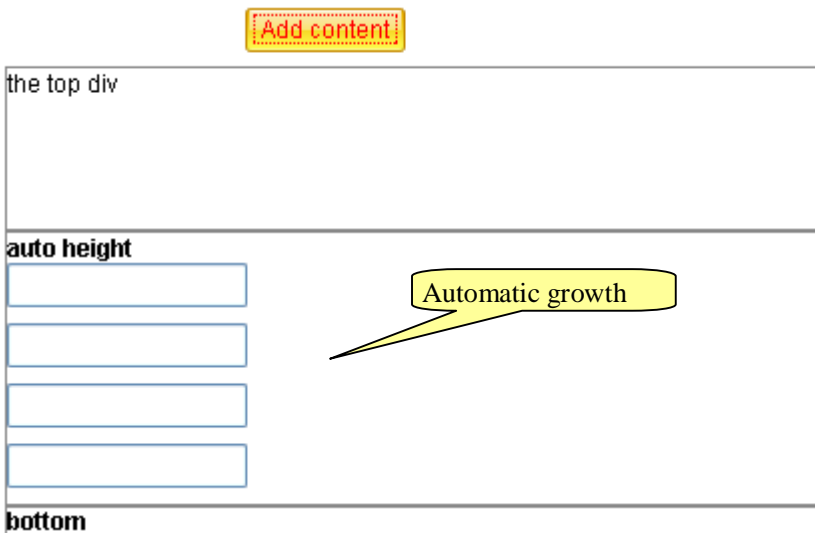 Add content
the top div
auto height
Automatic growth
bottom